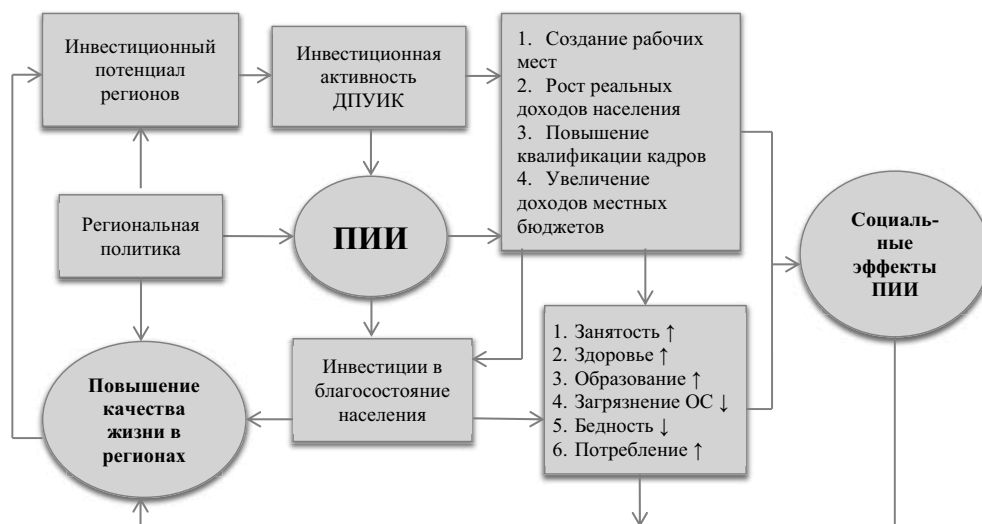 Инвестиционный
потенциал
регионов
Инвестиционная
активность
ДПУИК
1. Создание рабочих
мест
2. Рост реальных
доходов населения
3. Повышение
квалификации кадров
4. Увеличение
доходов местных
бюджетов
Региональная
политика
ПИИ
Социаль-
ные
эффекты
ПИИ
Повышение
качества
жизни в
регионах
Инвестиции в
благосостояние
населения
1. Занятость ↑
2. Здоровье ↑
3. Образование ↑
4. Загрязнение ОС ↓
5. Бедность ↓
6. Потребление ↑